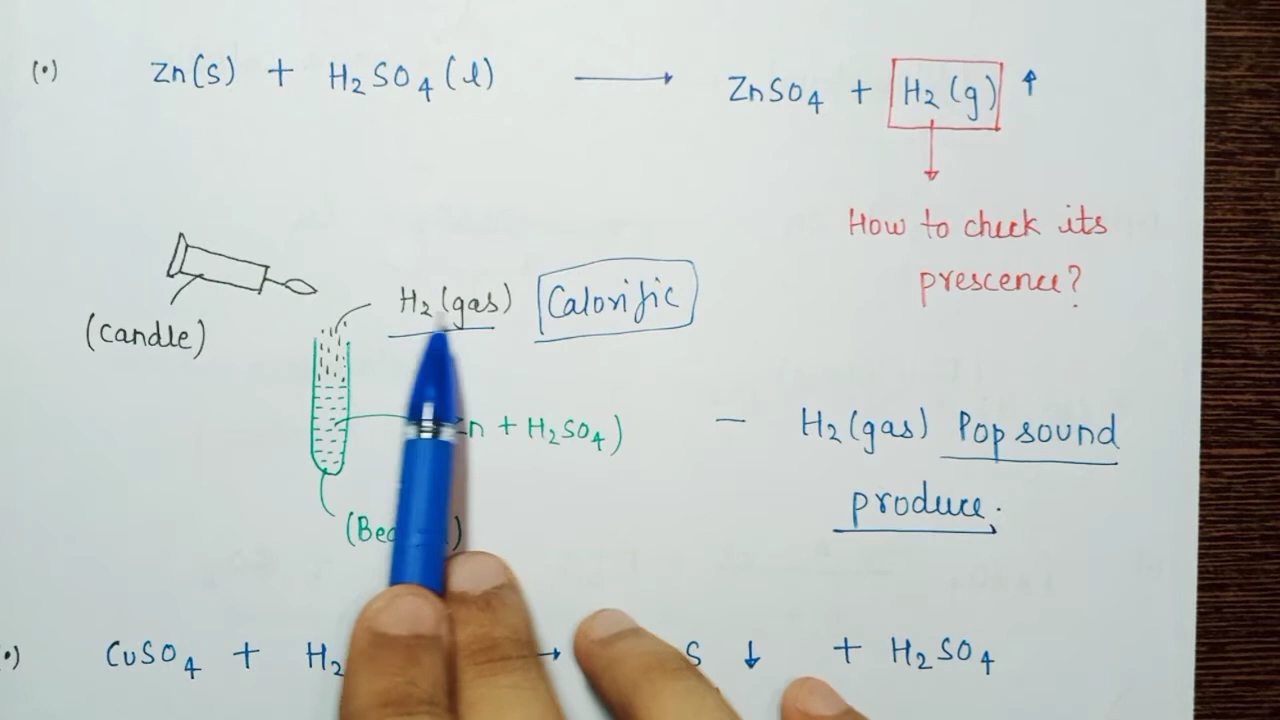 (•) Zn(s) + H2SO4(l) → ZnSO4 + H2(g) ↑
How to check its
prescence?
H2(gas) Calorific
(Candle)
+ H2SO4)
— H2(gas) Pop sound
produce.
•) CuSO4 + H2 → S ↓ + H2SO4